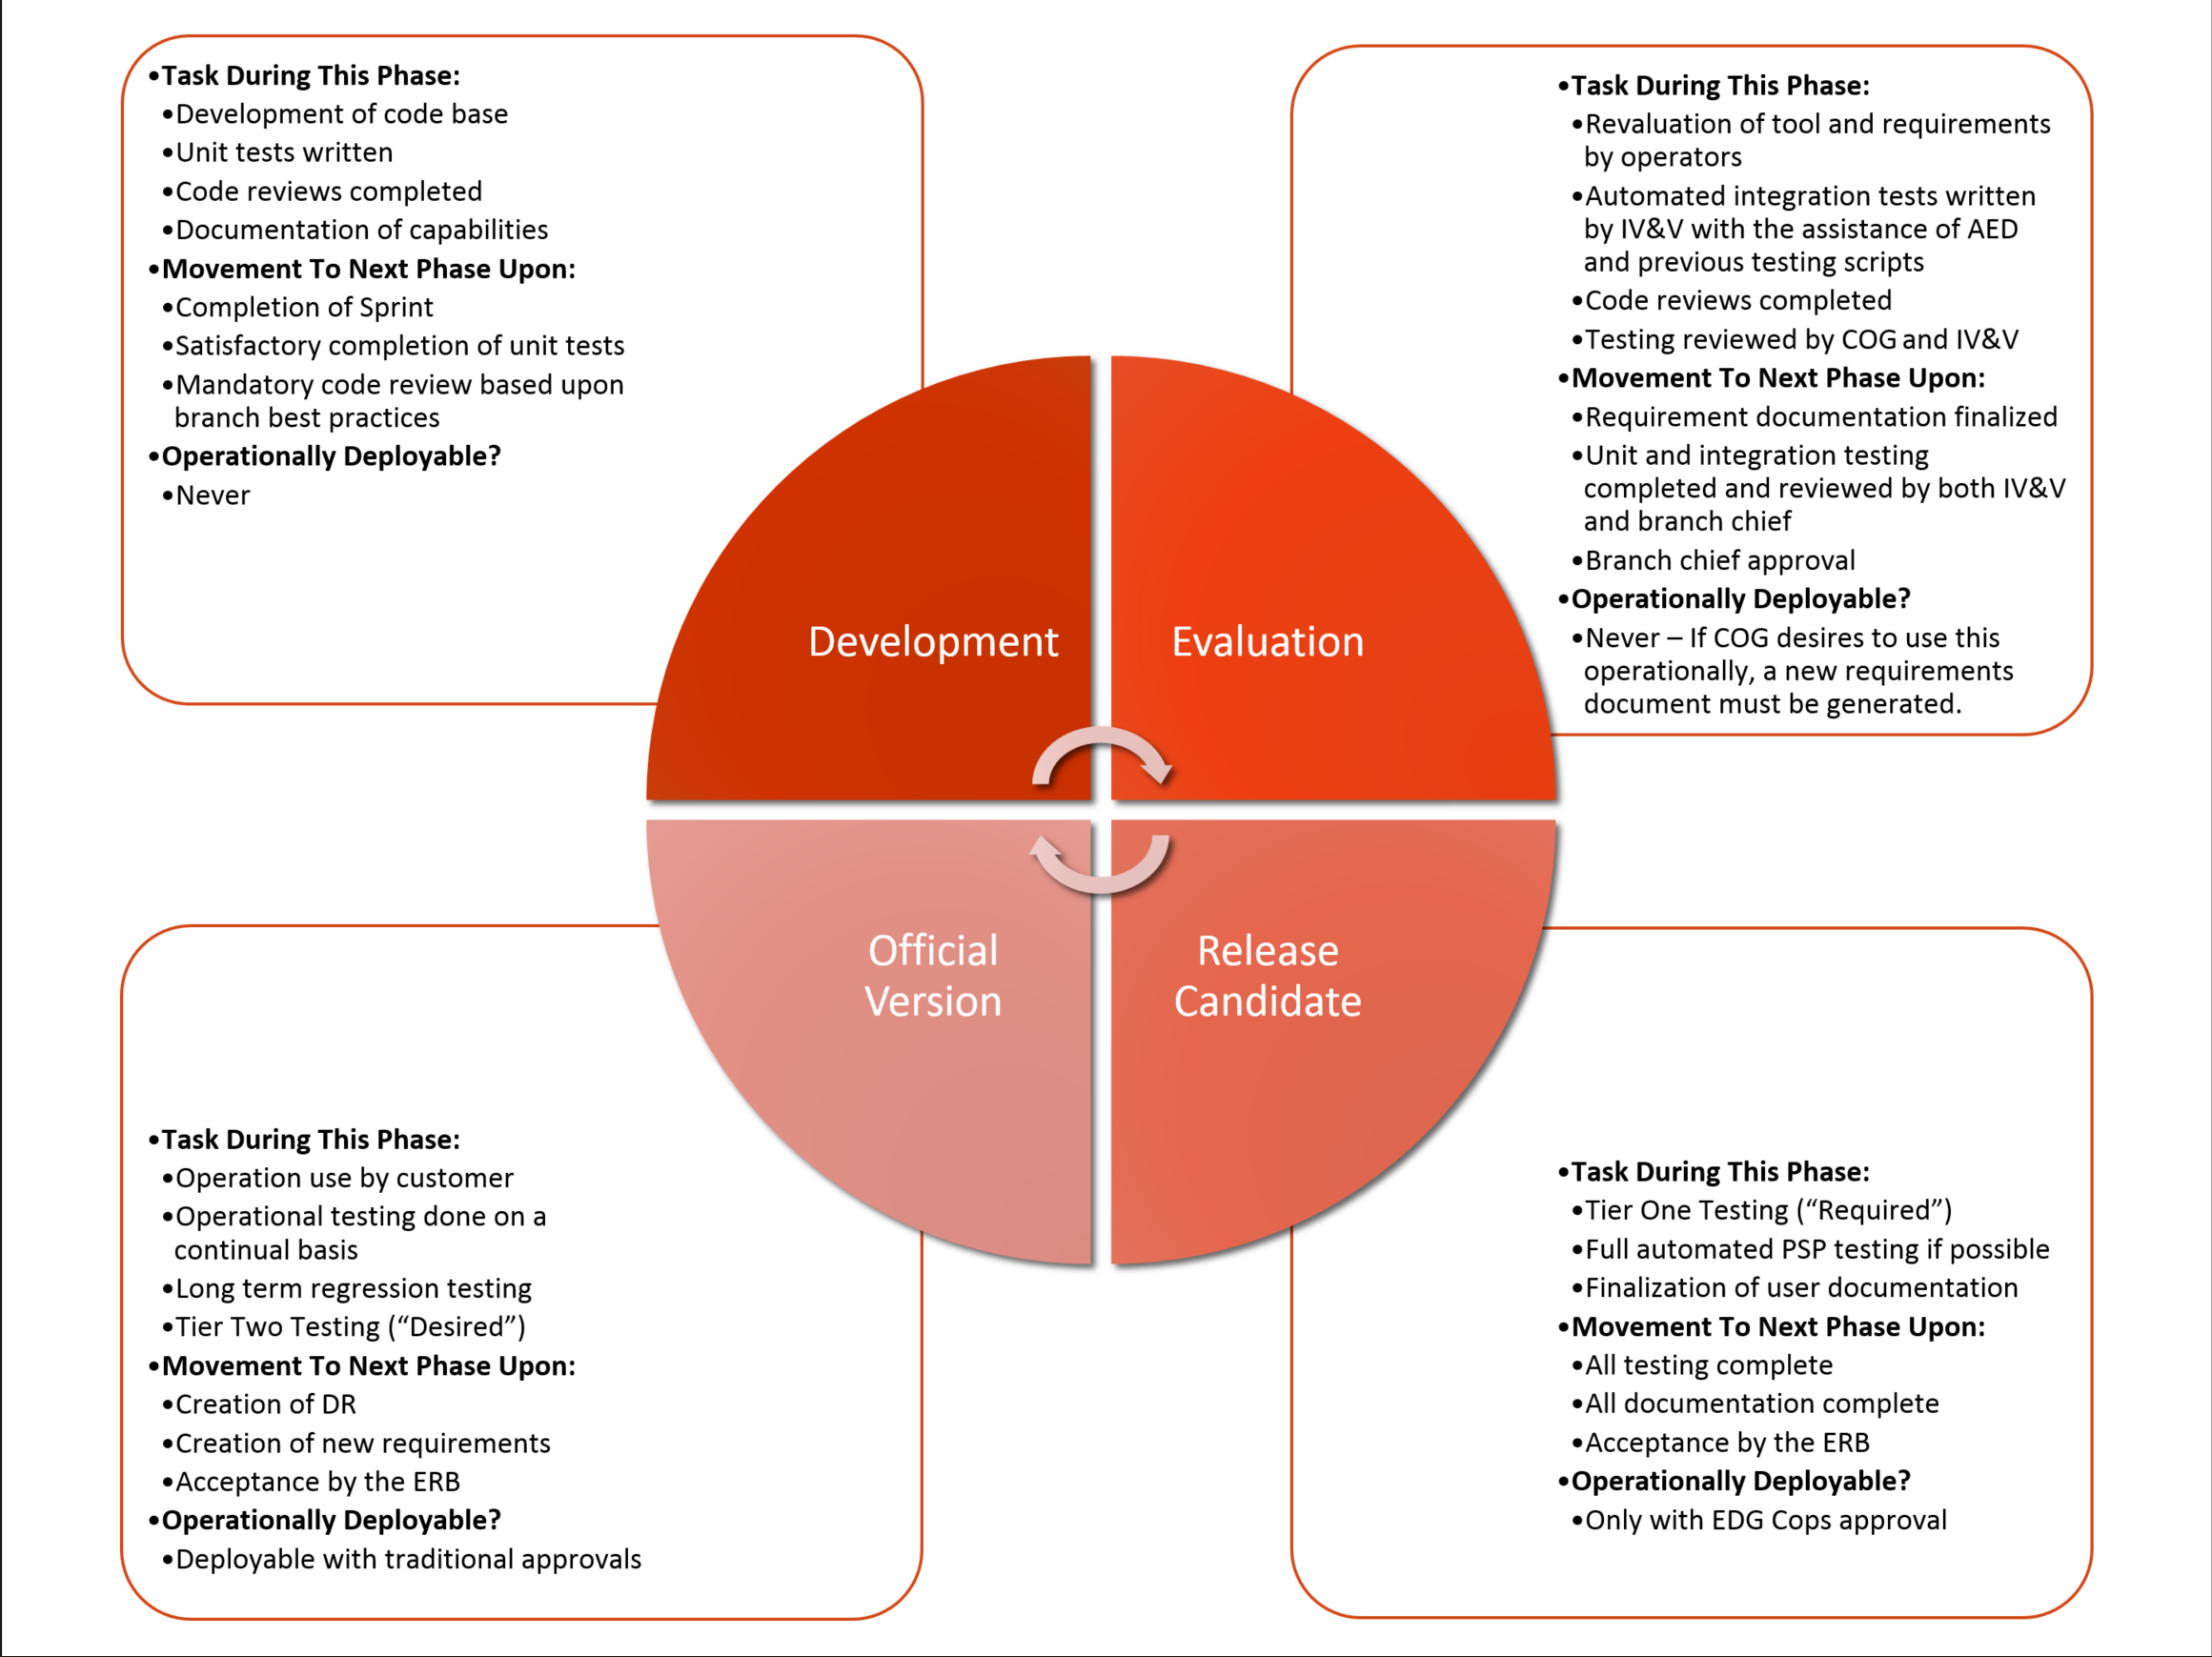 •Task During This Phase:
•Development of code base
•Unit tests written
•Code reviews completed
•Documentation of capabilities
•Movement To Next Phase Upon:
•Completion of Sprint
•Satisfactory completion of unit tests
•Mandatory code review based upon
branch best practices
•Operationally Deployable?
•Never
•Task During This Phase:
•Revaluation of tool and requirements
by operators
•Automated integration tests written
by IV&V with the assistance of AED
and previous testing scripts
•Code reviews completed
•Testing reviewed by COG and IV&V
•Movement To Next Phase Upon:
•Requirement documentation finalized
•Unit and integration testing
completed and reviewed by both IV&V
and branch chief
•Branch chief approval
•Operationally Deployable?
•Never – If COG desires to use this
operationally, a new requirements
document must be generated.
Development
Evaluation
Official
Version
Release
Candidate
•Task During This Phase:
•Operation use by customer
•Operational testing done on a
continual basis
•Long term regression testing
•Tier Two Testing (“Desired”)
•Movement To Next Phase Upon:
•Creation of DR
•Creation of new requirements
•Acceptance by the ERB
•Operationally Deployable?
•Deployable with traditional approvals
•Task During This Phase:
•Tier One Testing (“Required”)
•Full automated PSP testing if possible
•Finalization of user documentation
•Movement To Next Phase Upon:
•All testing complete
•All documentation complete
•Acceptance by the ERB
•Operationally Deployable?
•Only with EDG Cops approval